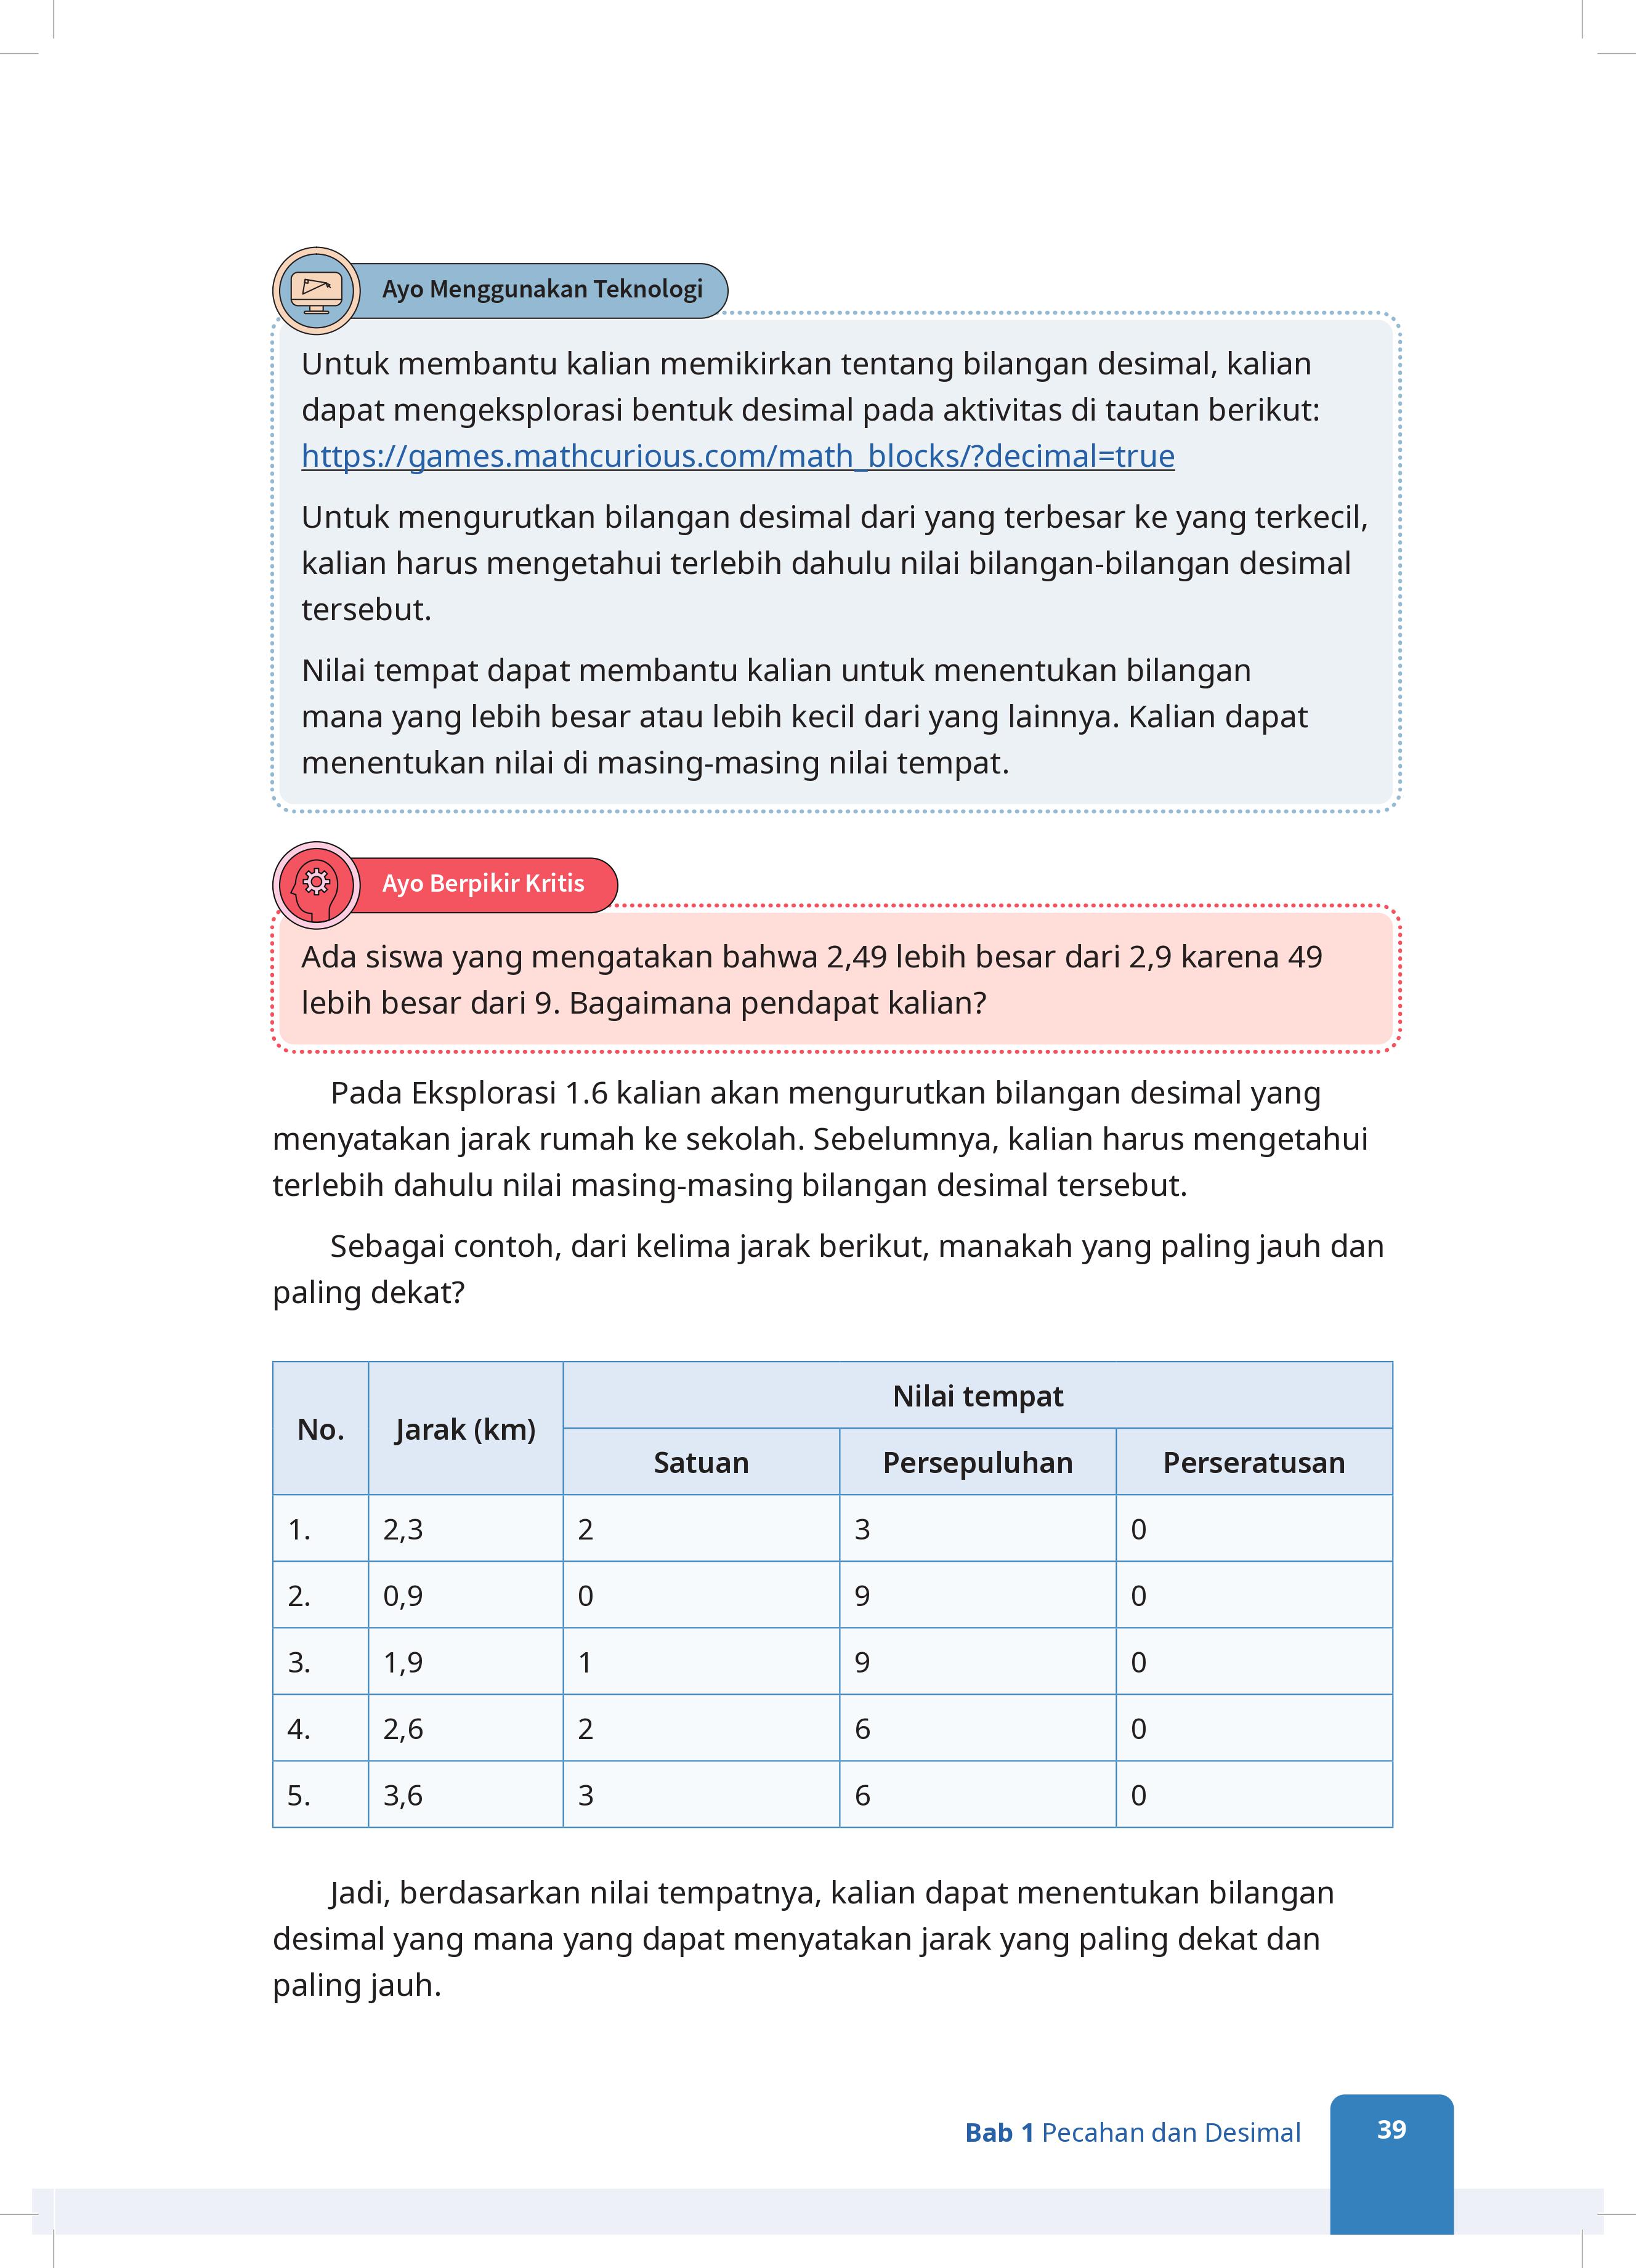 Ayo Menggunakan Teknologi
Untuk membantu kalian memikirkan tentang bilangan desimal, kalian
dapat mengeksplorasi bentuk desimal pada aktivitas di tautan berikut:
https://games.mathcurious.com/math_blocks/?decimal=true
Untuk mengurutkan bilangan desimal dari yang terbesar ke yang terkecil,
kalian harus mengetahui terlebih dahulu nilai bilangan-bilangan desimal
tersebut.
Nilai tempat dapat membantu kalian untuk menentukan bilangan
mana yang lebih besar atau lebih kecil dari yang lainnya. Kalian dapat
menentukan nilai di masing-masing nilai tempat.
Ayo Berpikir Kritis
Ada siswa yang mengatakan bahwa 2,49 lebih besar dari 2,9 karena 49
lebih besar dari 9. Bagaimana pendapat kalian?
Pada Eksplorasi 1.6 kalian akan mengurutkan bilangan desimal yang
menyatakan jarak rumah ke sekolah. Sebelumnya, kalian harus mengetahui
terlebih dahulu nilai masing-masing bilangan desimal tersebut.
Sebagai contoh, dari kelima jarak berikut, manakah yang paling jauh dan
paling dekat?
No. Jarak (km) Nilai tempat
Satuan Persepuluhan Perseratusan
1. 2,3 2 3 0
2. 0,9 0 9 0
3. 1,9 1 9 0
4. 2,6 2 6 0
5. 3,6 3 6 0
Jadi, berdasarkan nilai tempatnya, kalian dapat menentukan bilangan
desimal yang mana yang dapat menyatakan jarak yang paling dekat dan
paling jauh.
Bab 1 Pecahan dan Desimal 39